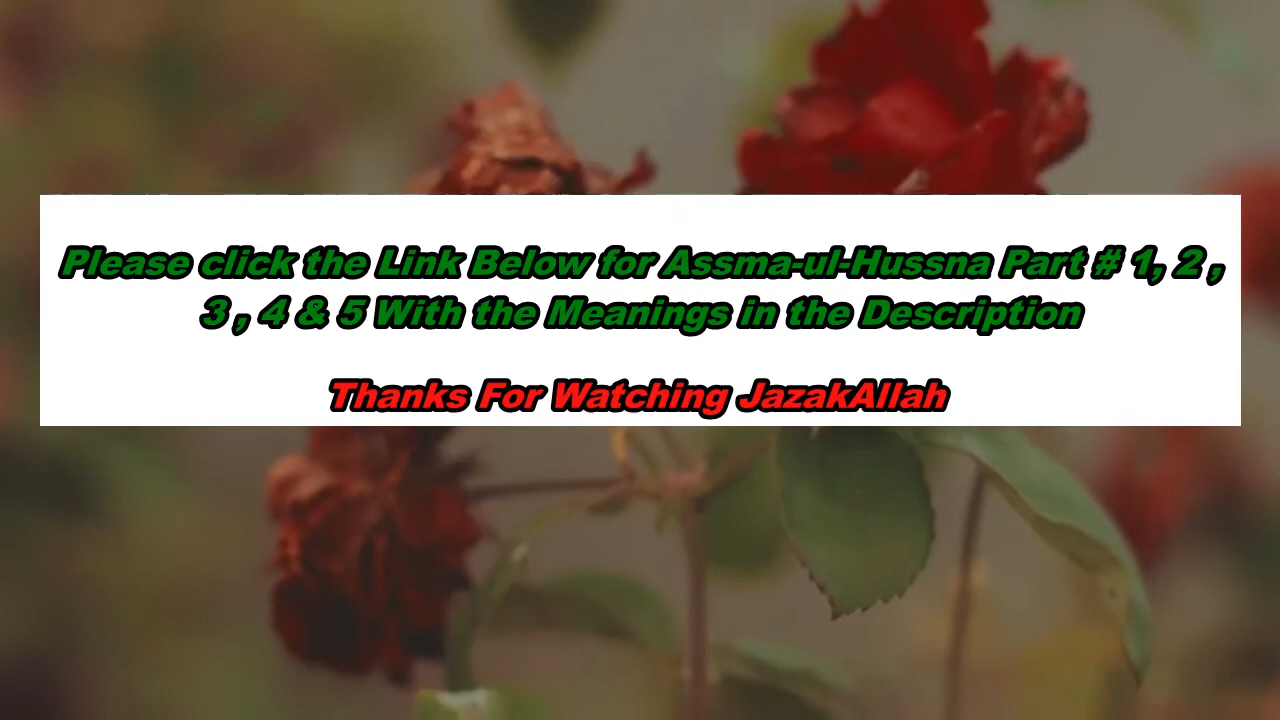 Please click the Link Below for Assma-ul-Hussna Part # 1, 2 ,
3 , 4 & 5 With the Meanings in the Description
Thanks For Watching JazakAllah